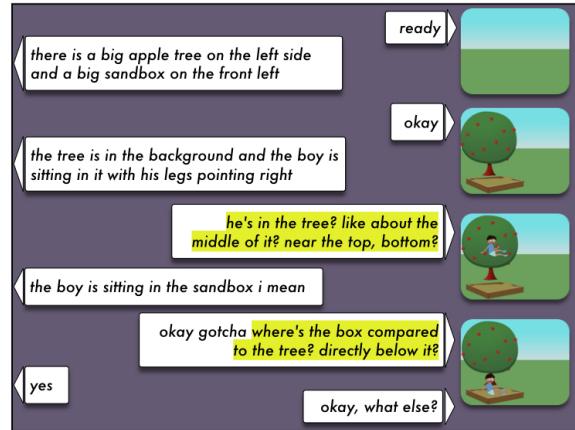 ready
there is a big apple tree on the left side
and a big sandbox on the front left
okay
the tree is in the background and the boy is
sitting in it with his legs pointing right
he's in the tree? like about the
middle of it? near the top, bottom?
the boy is sitting in the sandbox i mean
okay gotcha where's the box compared
to the tree? directly below it?
yes
okay, what else?